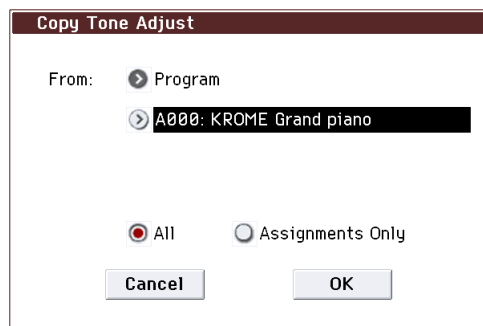 Copy Tone Adjust
From: Program
A000: KROME Grand piano
All Assignments Only
Cancel OK